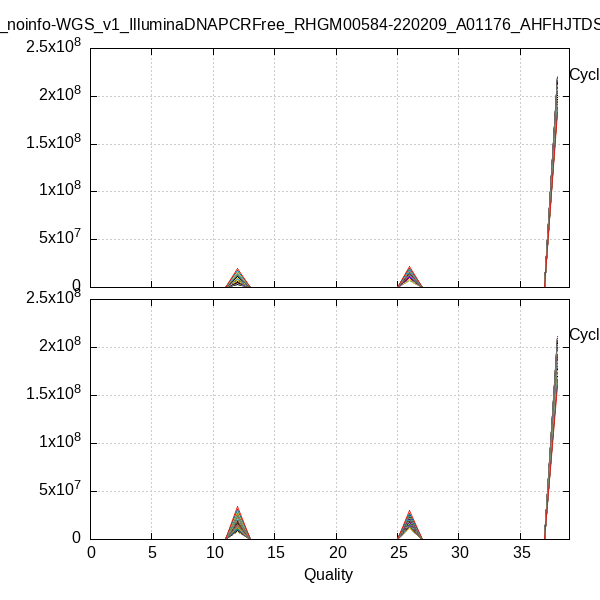 _noinfo-WGS_v1_IlluminaDNAPCRFree_RHGM00584-220209_A01176_AHFHJTDS
2.5x10^8
Cycl
2x10^8
1.5x10^8
1x10^8
5x10^7
0
2.5x10^8
Cycl
2x10^8
1.5x10^8
1x10^8
5x10^7
0
0 5 10 15 20 25 30 35
Quality